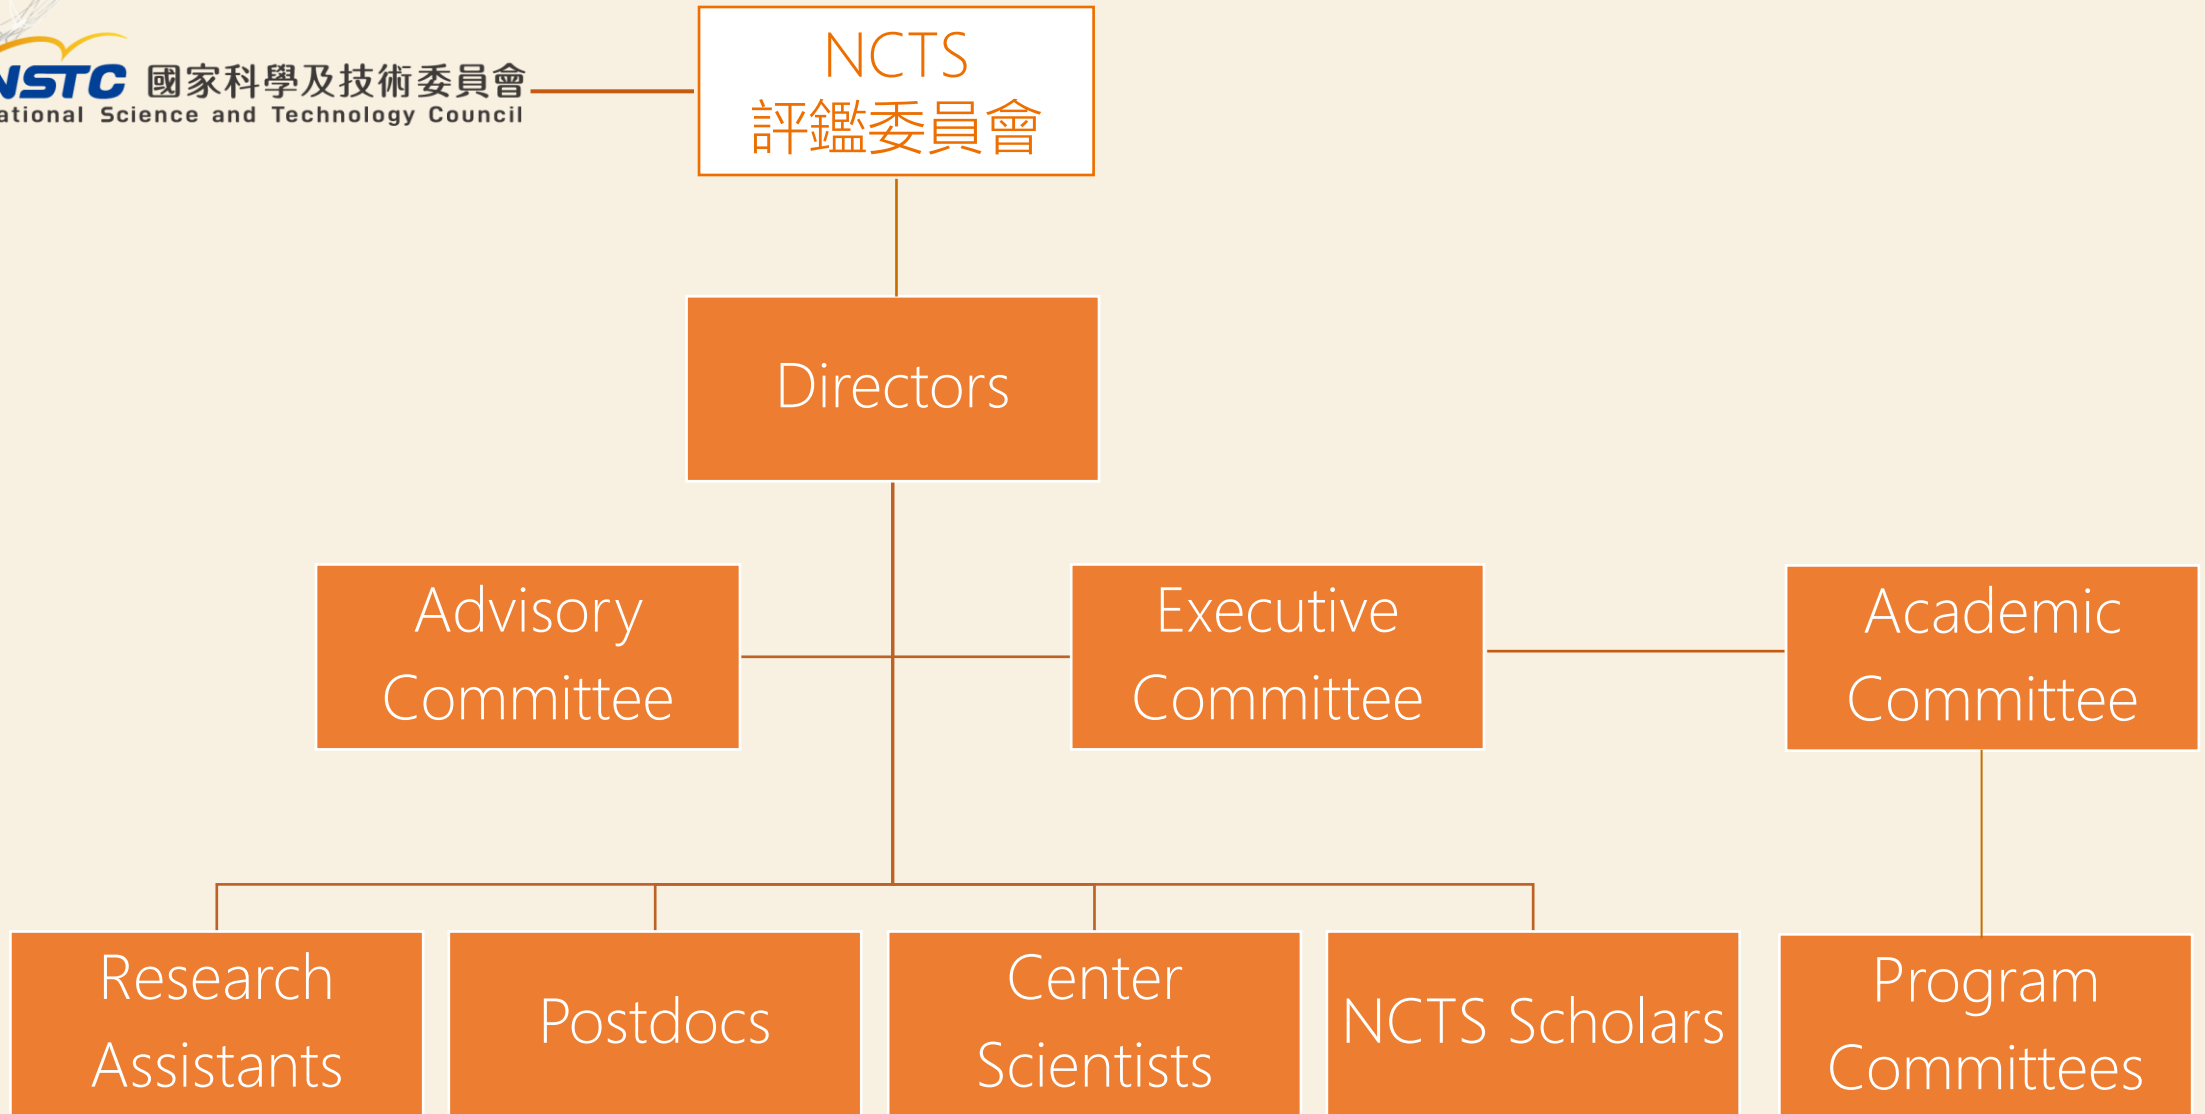 NSTC 國家科學及技術委員會
ational Science and Technology Council
NCTS
評鑑委員會
Directors
Advisory
Committee
Executive
Committee
Academic
Committee
Research
Assistants
Postdocs
Center
Scientists
NCTS Scholars
Program
Committees